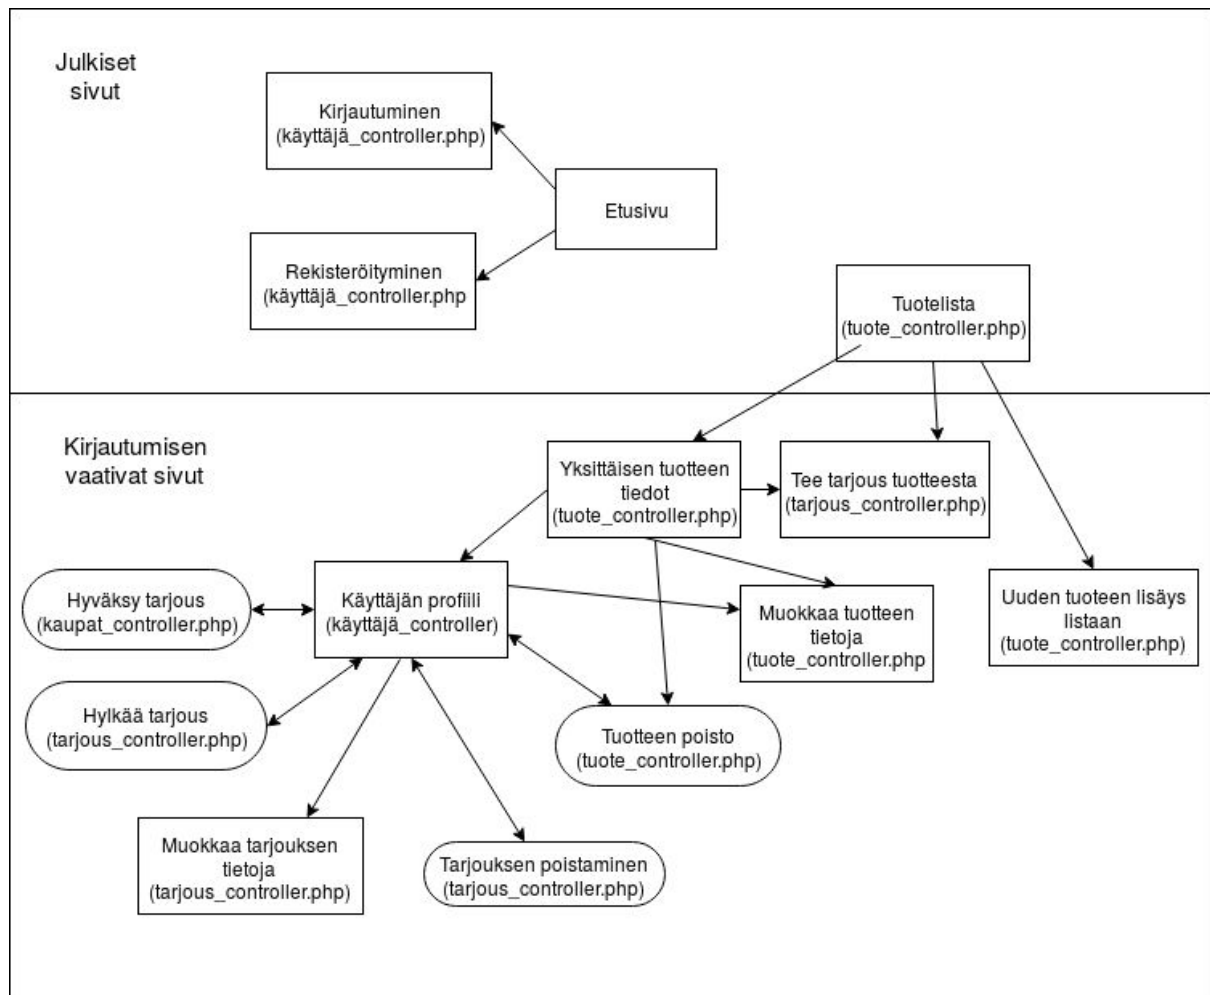 Julkiset
sivut
Kirjautuminen
(käyttäjä_controller.php)
Etusivu
Rekisteröityminen
(käyttäjä_controller.php
Tuotelista
(tuote_controller.php)
Kirjautumisen
vaativat sivut
Yksittäisen tuotteen
tiedot
(tuote_controller.php)
Tee tarjous tuotteesta
(tarjous_controller.php)
Hyväksy tarjous
(kaupat_controller.php)
Käyttäjän profiili
(käyttäjä_controller)
Muokkaa tuotteen
tietoja
(tuote_controller.php
Uuden tuoteen lisäys
listaan
(tuote_controller.php)
Hylkää tarjous
(tarjous_controller.php)
Tuotteen poisto
(tuote_controller.php)
Muokkaa tarjouksen
tietoja
(tarjous_controller.php)
Tarjouksen poistaminen
(tarjous_controller.php)